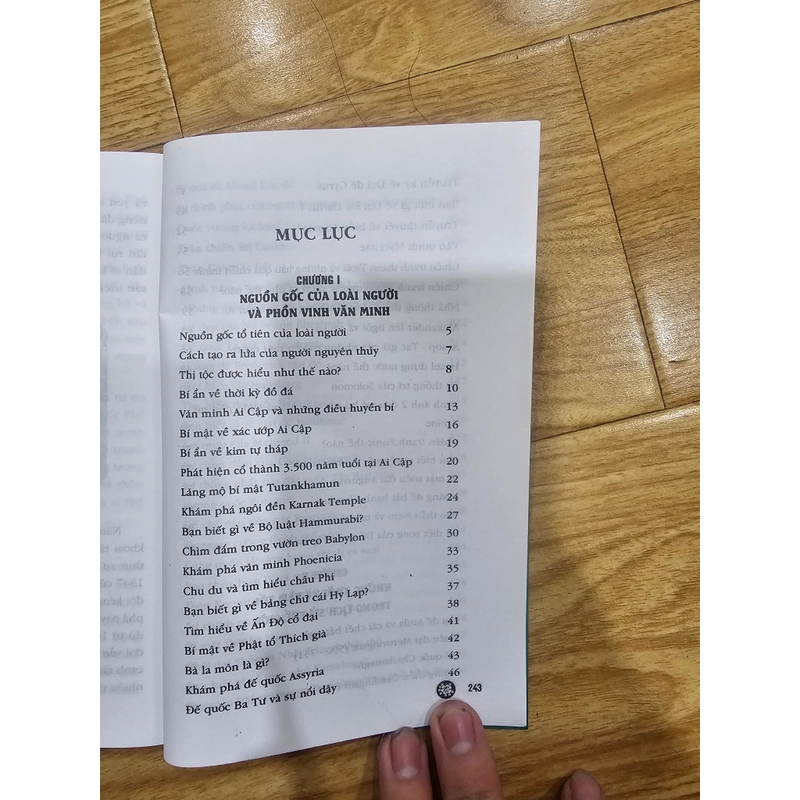 MỤC LỤC
CHƯƠNG I
NGUỒN GỐC CỦA LOÀI NGƯỜI
VÀ PHỒN VINH VĂN MINH
Nguồn gốc tổ tiên của loài người 5
Cách tạo ra lửa của người nguyên thủy 7
Thị tộc được hiểu như thế nào? 8
Bí ẩn về thời kỳ đồ đá 10
Văn minh Ai Cập và những điều huyền bí 13
Bí mật về xác ướp Ai Cập 16
Bí ẩn về kim tự tháp 19
Phát hiện cổ thành 3.500 năm tuổi tại Ai Cập 20
Lăng mộ bí mật Tutankhamun 22
Khám phá ngôi đền Karnak Temple 24
Bạn biết gì về Bộ luật Hammurabi? 27
Chìm đắm trong vườn treo Babylon 30
Khám phá văn minh Phoenicia 33
Chu du và tìm hiểu châu Phi 35
Bạn biết gì về bảng chữ cái Hy Lạp? 37
Tìm hiểu về Ấn Độ cổ đại 38
Bí mật về Phật tổ Thích già 41
Bà la môn là gì? 42
Khám phá đế quốc Assyria 43
Đế quốc Ba Tư và sự nổi dậy 46
243